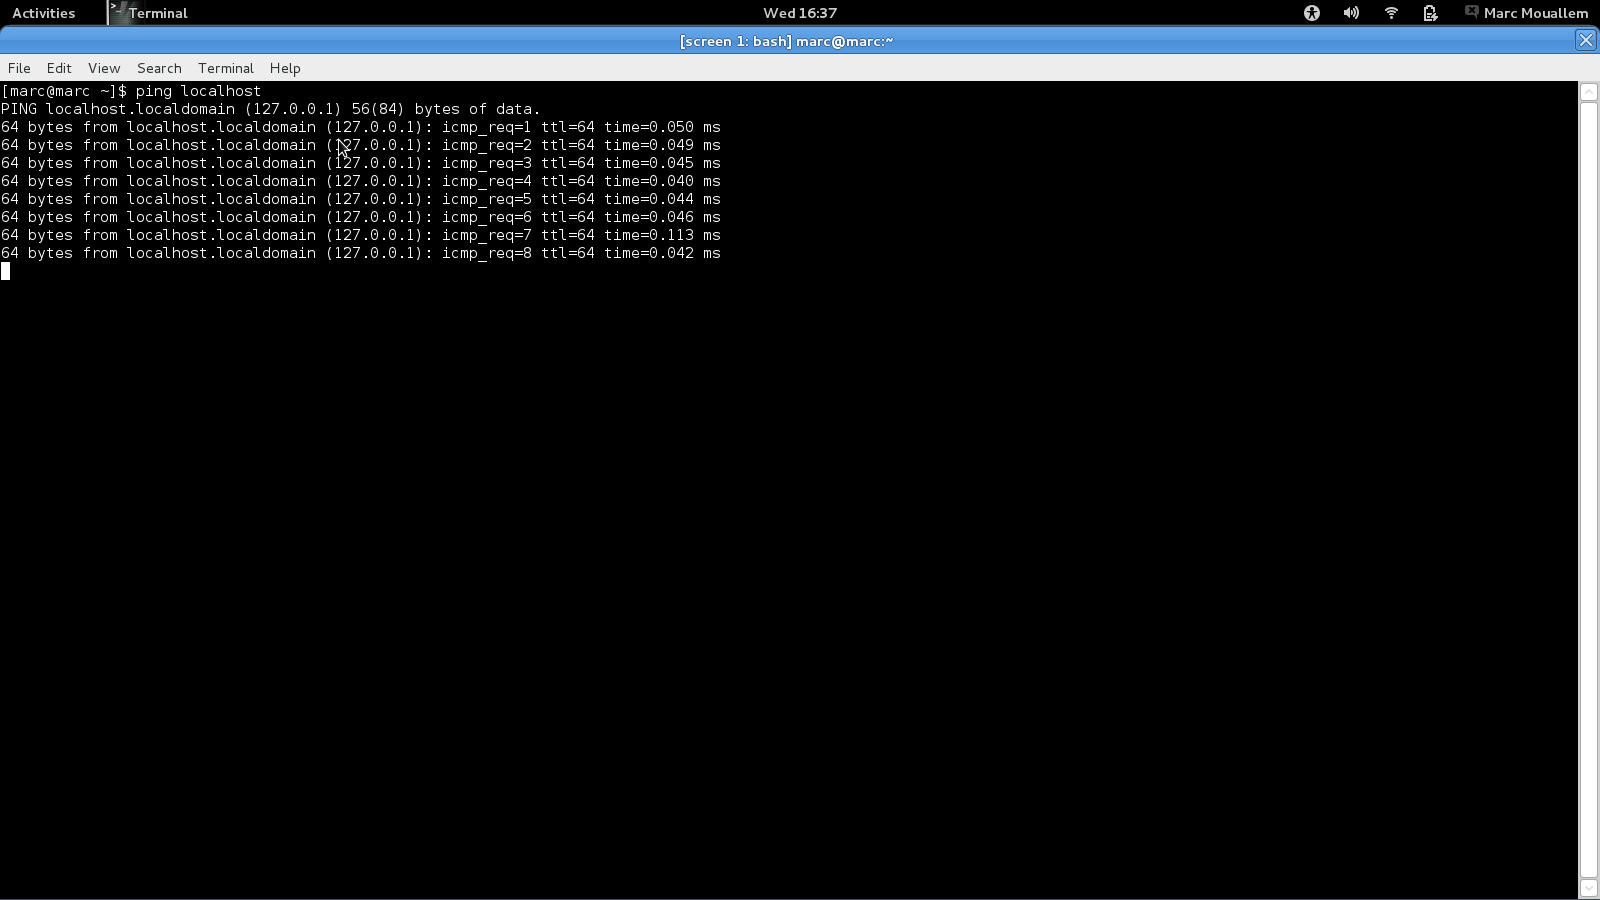 Activities Terminal Wed 16:37 Marc Mouallem
[screen 1: bash] marc@marc:~
File Edit View Search Terminal Help
[marc@marc ~]$ ping localhost
PING localhost.localdomain (127.0.0.1) 56(84) bytes of data.
64 bytes from localhost.localdomain (127.0.0.1): icmp_req=1 ttl=64 time=0.050 ms
64 bytes from localhost.localdomain (127.0.0.1): icmp_req=2 ttl=64 time=0.049 ms
64 bytes from localhost.localdomain (127.0.0.1): icmp_req=3 ttl=64 time=0.045 ms
64 bytes from localhost.localdomain (127.0.0.1): icmp_req=4 ttl=64 time=0.040 ms
64 bytes from localhost.localdomain (127.0.0.1): icmp_req=5 ttl=64 time=0.044 ms
64 bytes from localhost.localdomain (127.0.0.1): icmp_req=6 ttl=64 time=0.046 ms
64 bytes from localhost.localdomain (127.0.0.1): icmp_req=7 ttl=64 time=0.113 ms
64 bytes from localhost.localdomain (127.0.0.1): icmp_req=8 ttl=64 time=0.042 ms